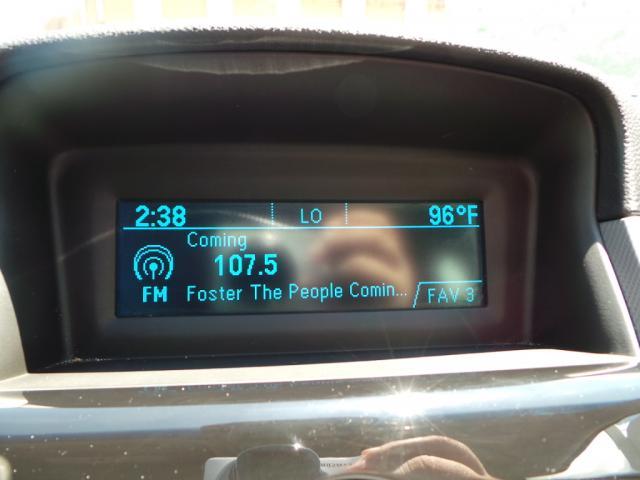 2:38 LO 96°F
Coming
107.5
FM Foster The People Comin... FAV 3